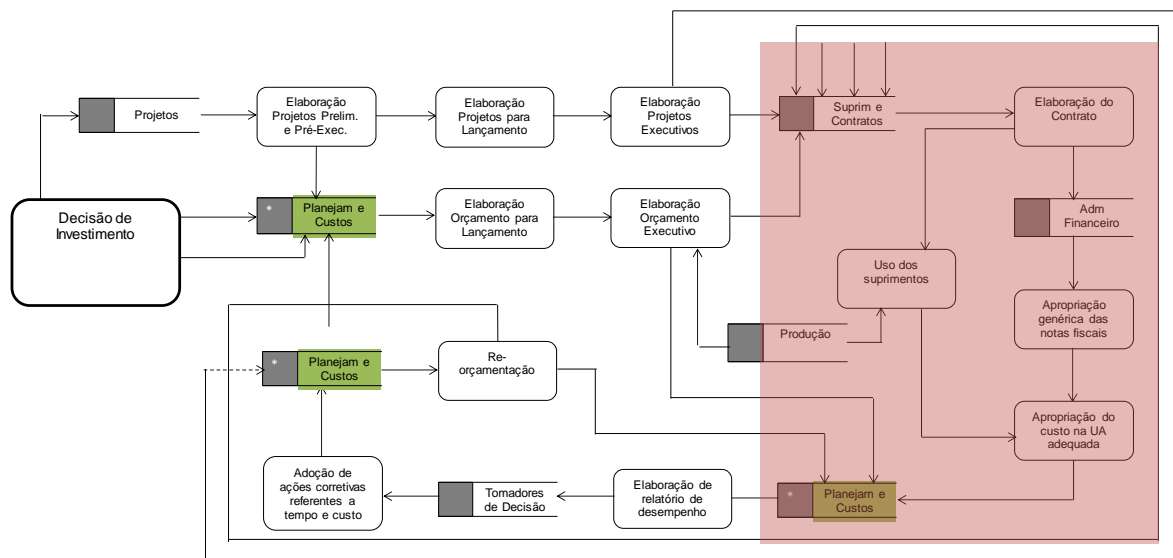 Projetos
Elaboração
Projetos Prelim.
e Pré-Exec.
Elaboração
Projetos para
Lançamento
Elaboração
Projetos
Executivos
Suprim e
Contratos
Elaboração do
Contrato
Decisão de
Investimento
*
Planejam e
Custos
Elaboração
Orçamento para
Lançamento
Elaboração
Orçamento
Executivo
Adm
Financeiro
Uso dos
suprimentos
Produção
Apropriação
genérica das
notas fiscais
*
Planejam e
Custos
Re-
orçamentação
Apropriação do
custo na UA
adequada
Adoção de
ações corretivas
referentes a
tempo e custo
Tomadores
de Decisão
Elaboração de
relatório de
desempenho
*
Planejam e
Custos